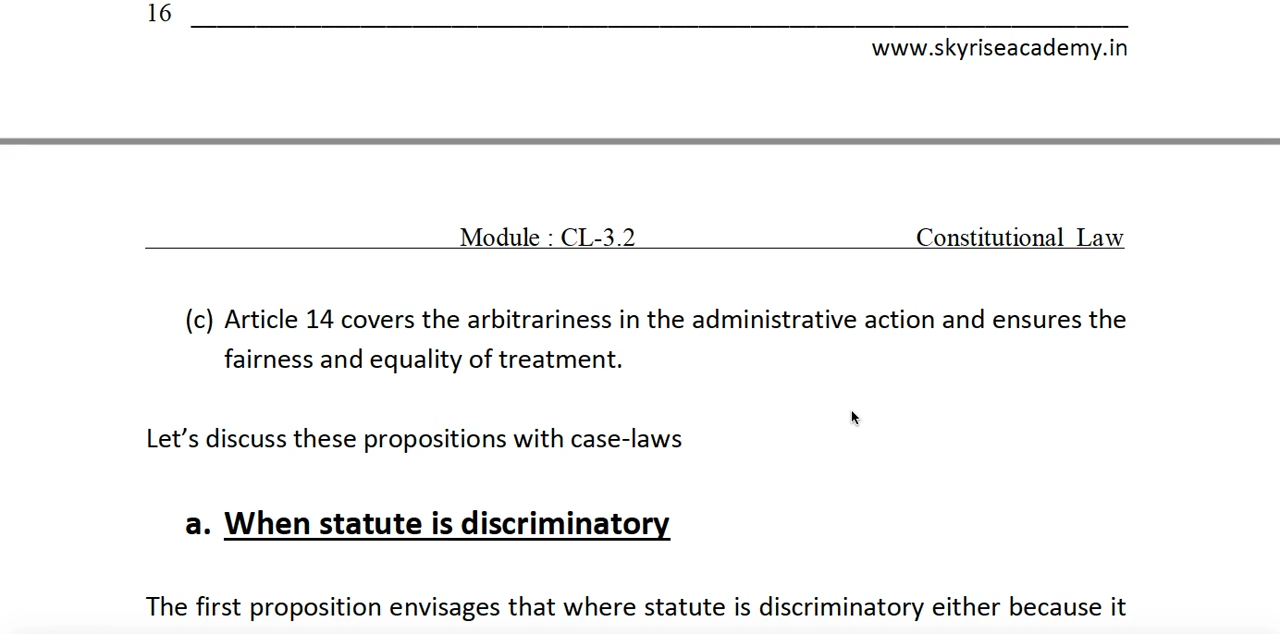 16
www.skyriseacademy.in
Module : CL-3.2 Constitutional Law
(c) Article 14 covers the arbitrariness in the administrative action and ensures the
fairness and equality of treatment.
Let’s discuss these propositions with case-laws
a. When statute is discriminatory
The first proposition envisages that where statute is discriminatory either because it